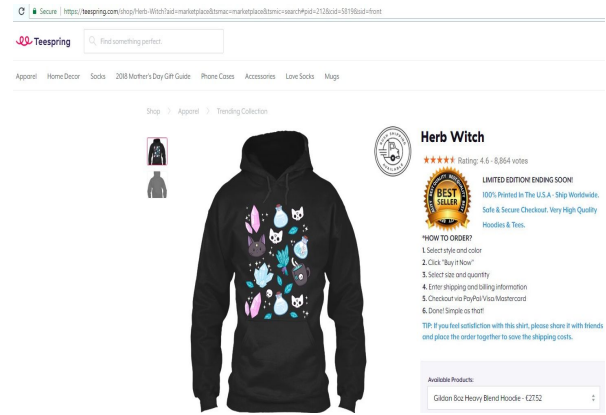 Secure | https://teespring.com/shop/Herb-Witch?aid=marketplace&tsmac=marketplace&tsmic=search#pid=212&cid=5819&sid=front
Teespring
Find something perfect
Apparel Home Decor Socks 2018 Mother's Day Gift Guide Phone Cases Accessories Love Socks Mugs
Shop > Apparel > Trending Collection
Herb Witch
Rating: 4.6 - 8,864 votes
BEST SELLER
LIMITED EDITION! ENDING SOON!
100% Printed In The U.S.A - Ship Worldwide.
Safe & Secure Checkout. Very High Quality
Hoodies & Tees.
*HOW TO ORDER?
1. Select style and color
2. Click "Buy it Now"
3. Select size and quantity
4. Enter shipping and billing information
5. Checkout via PayPal/Visa/Mastercard
6. Done! Simple as that!
TIP: If you feel satisfiction with this shirt, please share it with friends
and place the order together to save the shipping costs.
Available Products:
Gildan 8oz Heavy Blend Hoodie - £27.52